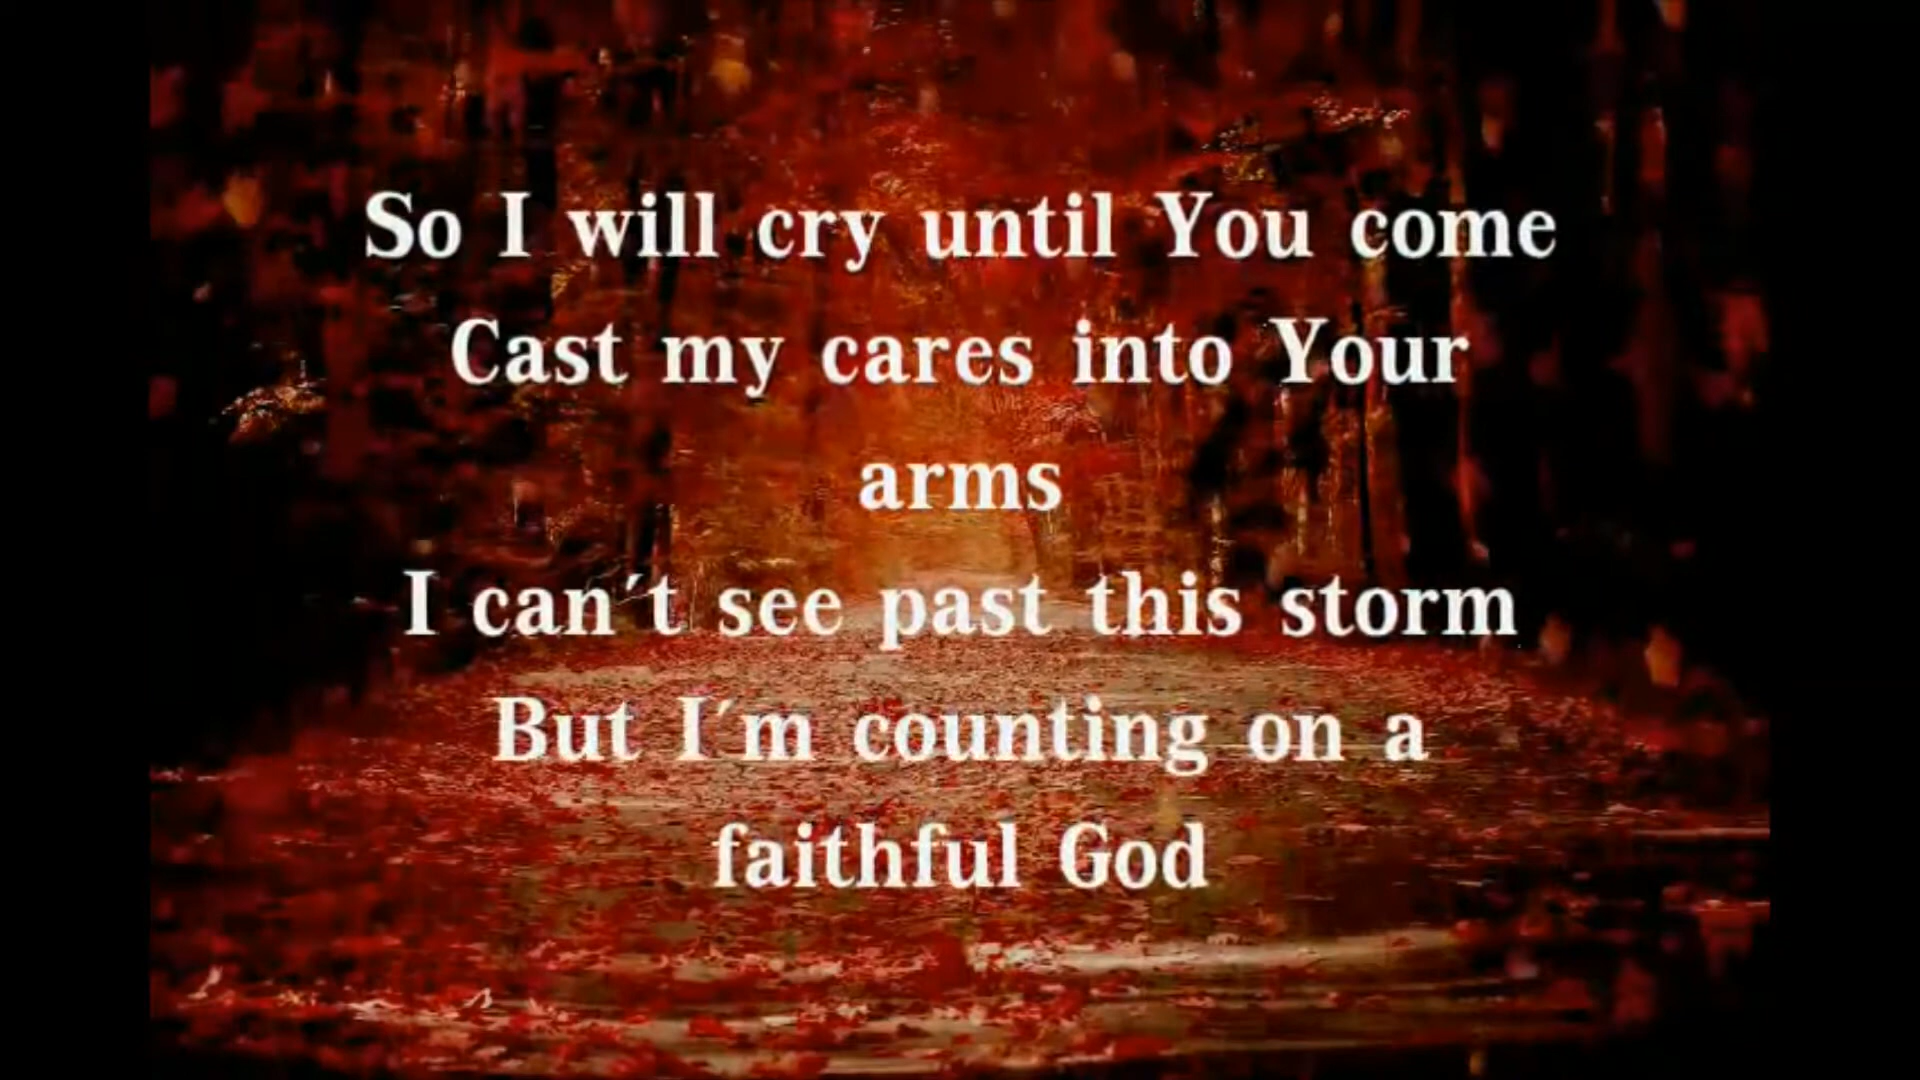 So I will cry until You come
Cast my cares into Your
arms
I can´t see past this storm
But I´m counting on a
faithful God